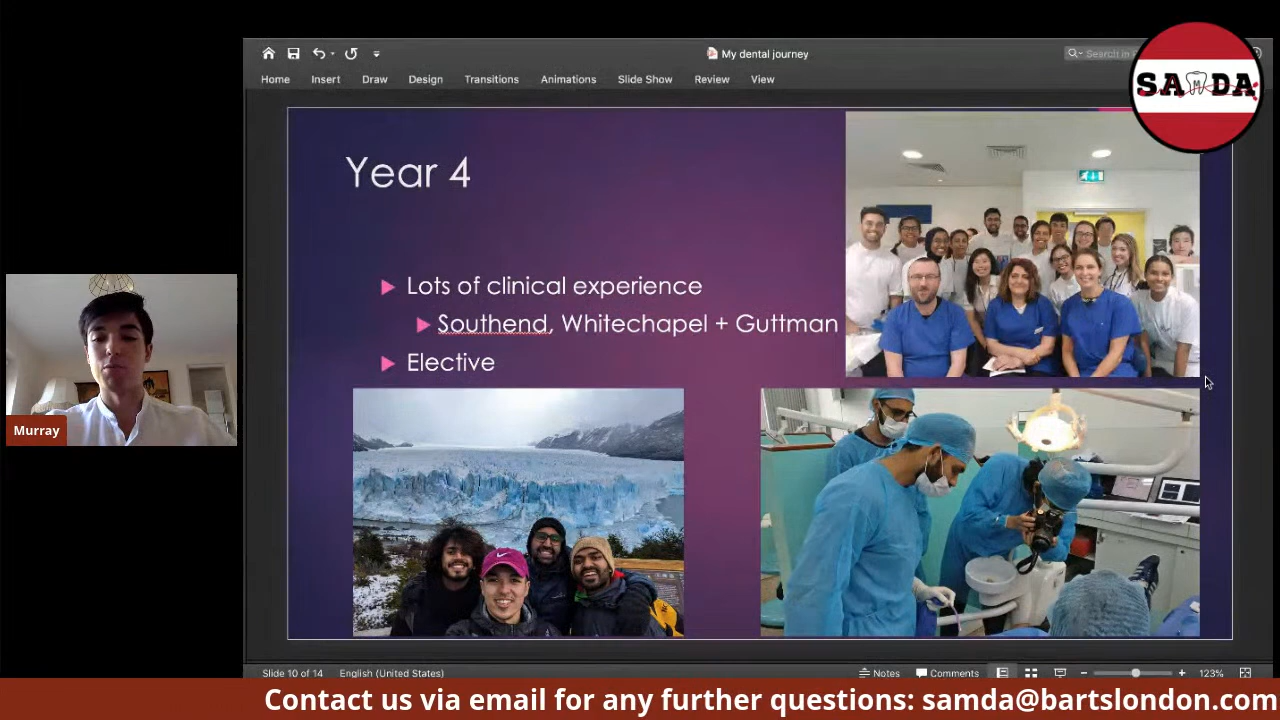 My dental journey
Home Insert Draw Design Transitions Animations Slide Show Review View
SAMDA
Year 4
Lots of clinical experience
Southend, Whitechapel + Guttman
Elective
Murray
Slide 10 of 14 English (United States) Notes Comments 123%
Contact us via email for any further questions: samda@bartslondon.com